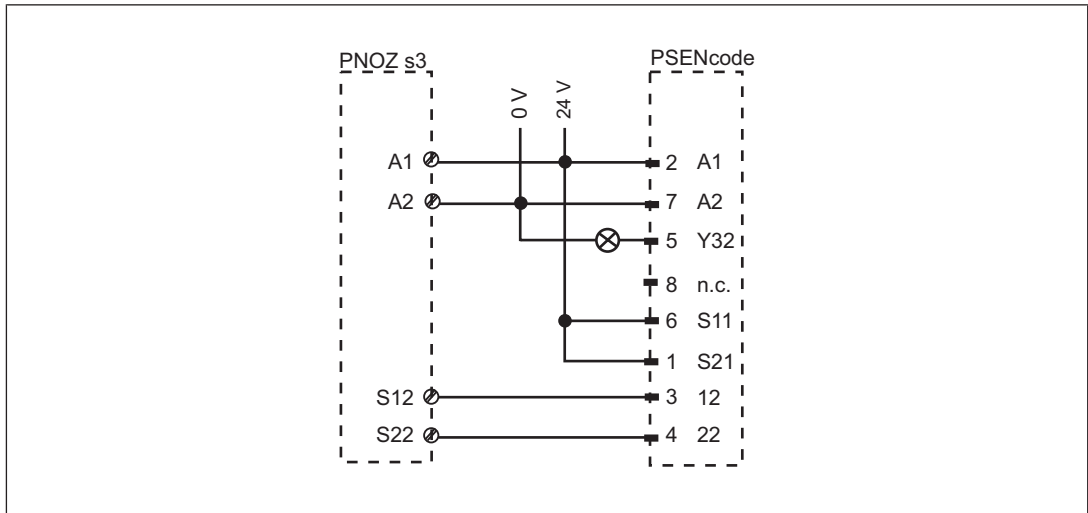 PNOZ s3
PSENcode
0 V
24 V
A1
2 A1
A2
7 A2
5 Y32
8 n.c.
6 S11
1 S21
S12
3 12
S22
4 22